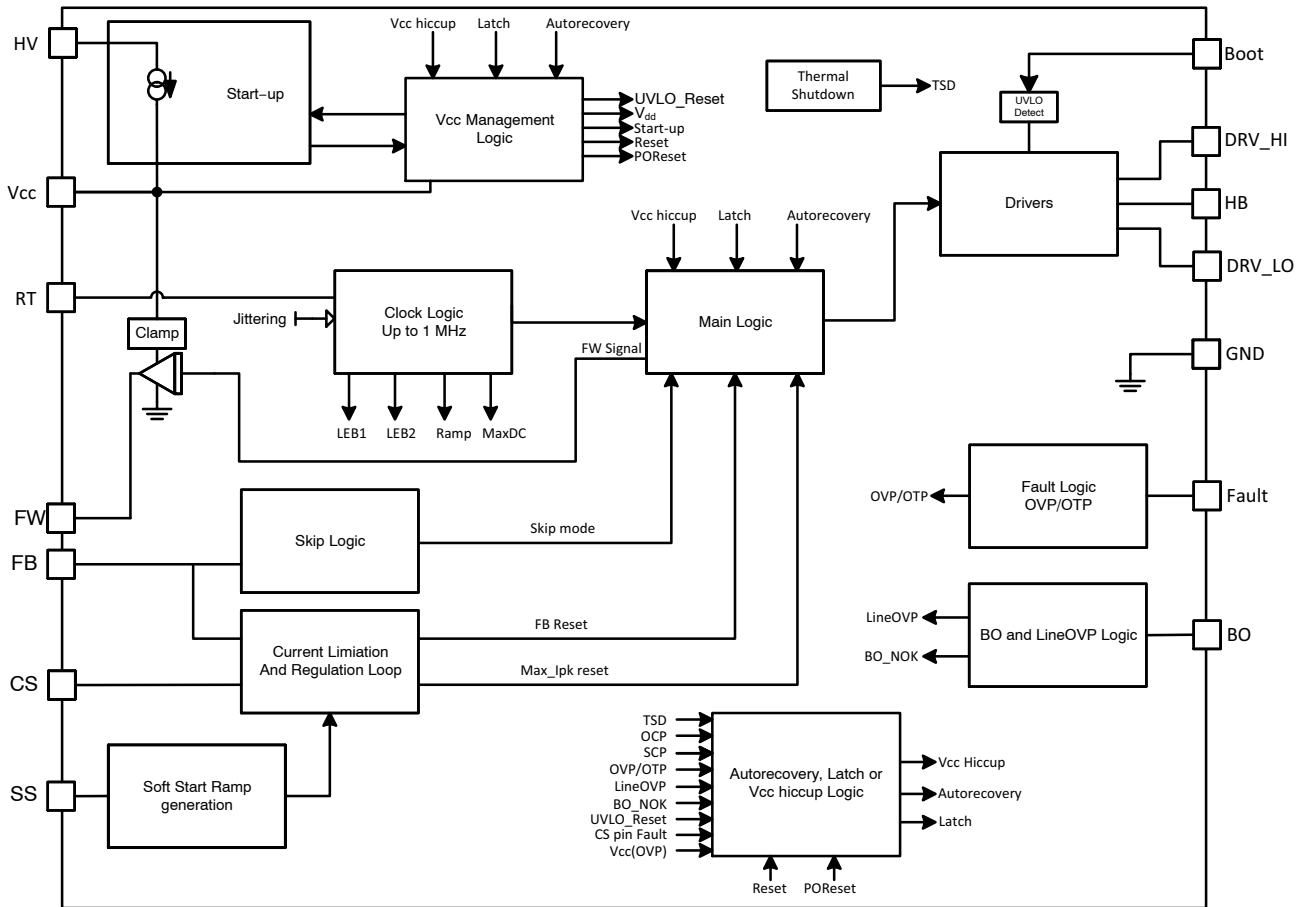 HV
Start-up
Vcc hiccup
Latch
Autorecovery
Vcc Management
Logic
UVLO_Reset
Vdd
Start-up
Reset
POReset
Thermal
Shutdown
TSD
Boot
UVLO
Detect
DRV_HI
Drivers
HB
DRV_LO
Vcc
RT
Clamp
Jittering
Clock Logic
Up to 1 MHz
LEB1
LEB2
Ramp
MaxDC
Vcc hiccup
Latch
Autorecovery
Main Logic
FW Signal
GND
FW
FB
Skip Logic
Skip mode
OVP/OTP
Fault Logic
OVP/OTP
Fault
Current Limiation
And Regulation Loop
FB Reset
Max_Ipk reset
CS
LineOVP
BO_NOK
BO and LineOVP Logic
BO
SS
Soft Start Ramp
generation
TSD
OCP
SCP
OVP/OTP
LineOVP
BO_NOK
UVLO_Reset
CS pin Fault
Vcc(OVP)
Autorecovery, Latch or
Vcc hiccup Logic
Vcc Hiccup
Autorecovery
Latch
Reset
POReset